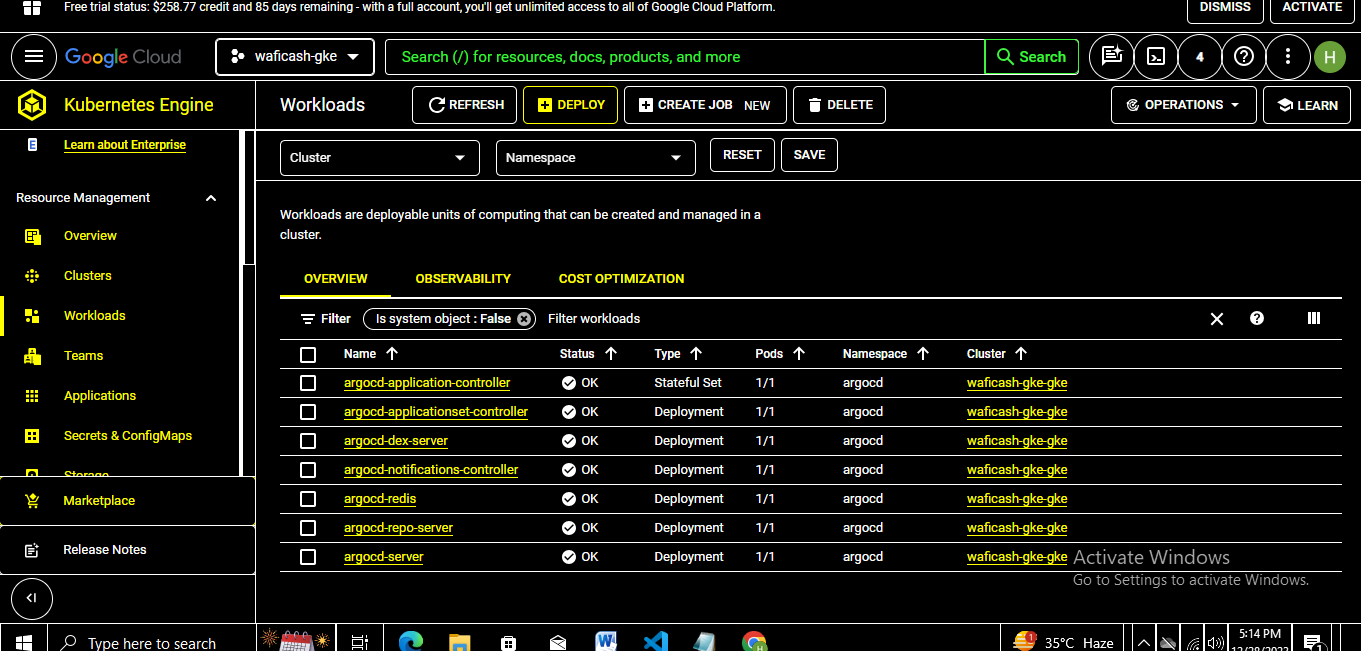 Free trial status: $258.77 credit and 85 days remaining - with a full account, you'll get unlimited access to all of Google Cloud Platform.
DISMISS
ACTIVATE
Google Cloud
waficash-gke
Search (/) for resources, docs, products, and more
Search
4
H
Kubernetes Engine
Workloads
REFRESH
DEPLOY
CREATE JOB NEW
DELETE
OPERATIONS
LEARN
E Learn about Enterprise
Resource Management
Overview
Clusters
Workloads
Teams
Applications
Secrets & ConfigMaps
Storage
Marketplace
Release Notes
Cluster
Namespace
RESET
SAVE
Workloads are deployable units of computing that can be created and managed in a
cluster.
OVERVIEW OBSERVABILITY COST OPTIMIZATION
Filter Is system object : False Filter workloads
Name Status Type Pods Namespace Cluster
argocd-application-controller OK Stateful Set 1/1 argocd waficash-gke-gke
argocd-applicationset-controller OK Deployment 1/1 argocd waficash-gke-gke
argocd-dex-server OK Deployment 1/1 argocd waficash-gke-gke
argocd-notifications-controller OK Deployment 1/1 argocd waficash-gke-gke
argocd-redis OK Deployment 1/1 argocd waficash-gke-gke
argocd-repo-server OK Deployment 1/1 argocd waficash-gke-gke
argocd-server OK Deployment 1/1 argocd waficash-gke-gke
Activate Windows
Go to Settings to activate Windows.
Type here to search
35°C Haze
5:14 PM